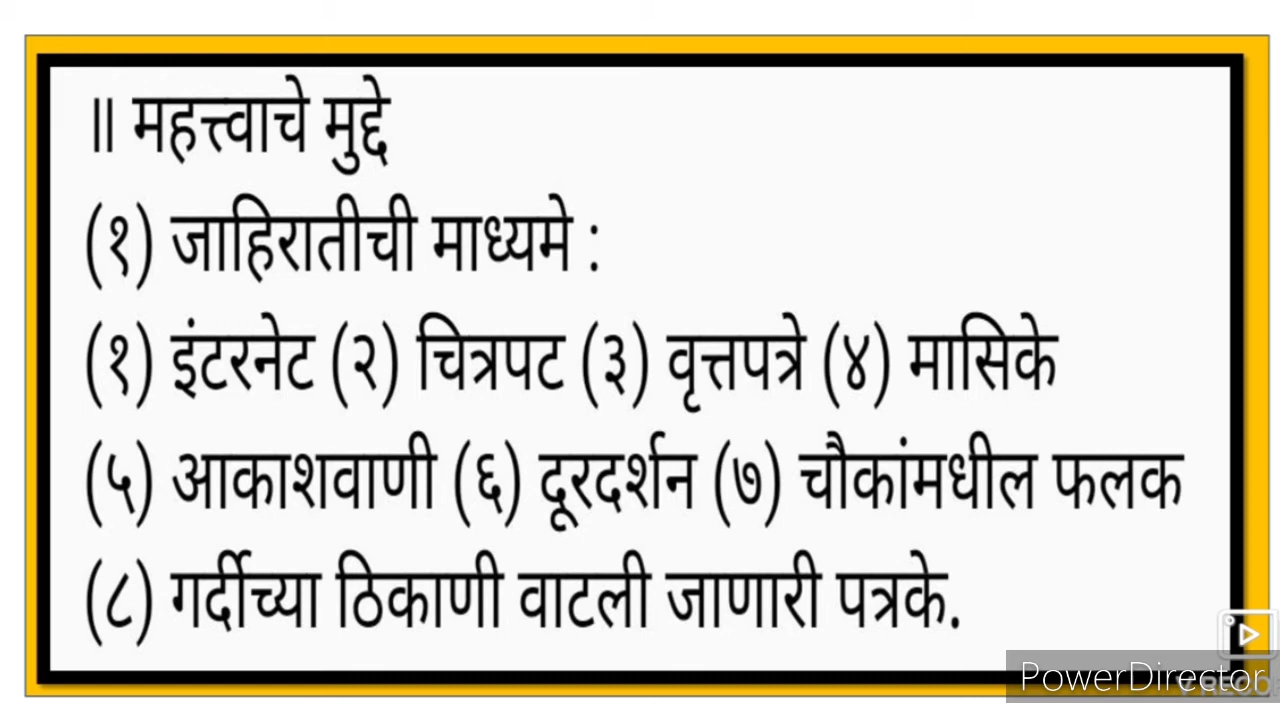 ॥ महत्त्वाचे मुद्दे
(१) जाहिरातीची माध्यमे :
(१) इंटरनेट (२) चित्रपट (३) वृत्तपत्रे (४) मासिके
(५) आकाशवाणी (६) दूरदर्शन (७) चौकांमधील फलक
(८) गर्दीच्या ठिकाणी वाटली जाणारी पत्रके.
PowerDirector